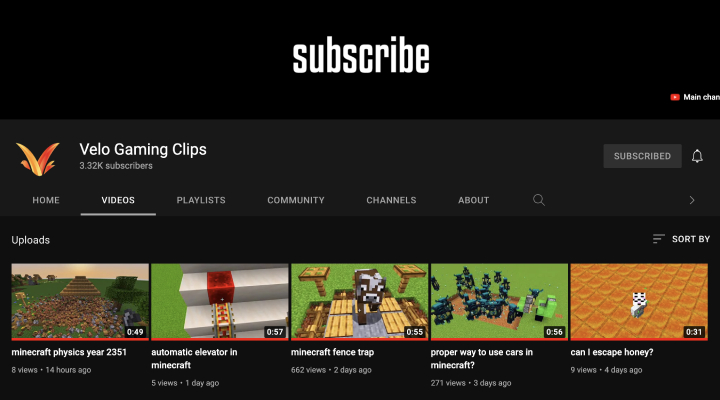 subscribe
Main chan
Velo Gaming Clips
3.32K subscribers
SUBSCRIBED
HOME VIDEOS PLAYLISTS COMMUNITY CHANNELS ABOUT
Uploads
SORT BY
0:49 0:57 0:55 0:56 0:31
minecraft physics year 2351
8 views • 14 hours ago
automatic elevator in
minecraft
5 views • 1 day ago
minecraft fence trap
662 views • 2 days ago
proper way to use cars in
minecraft?
271 views • 3 days ago
can I escape honey?
9 views • 4 days ago